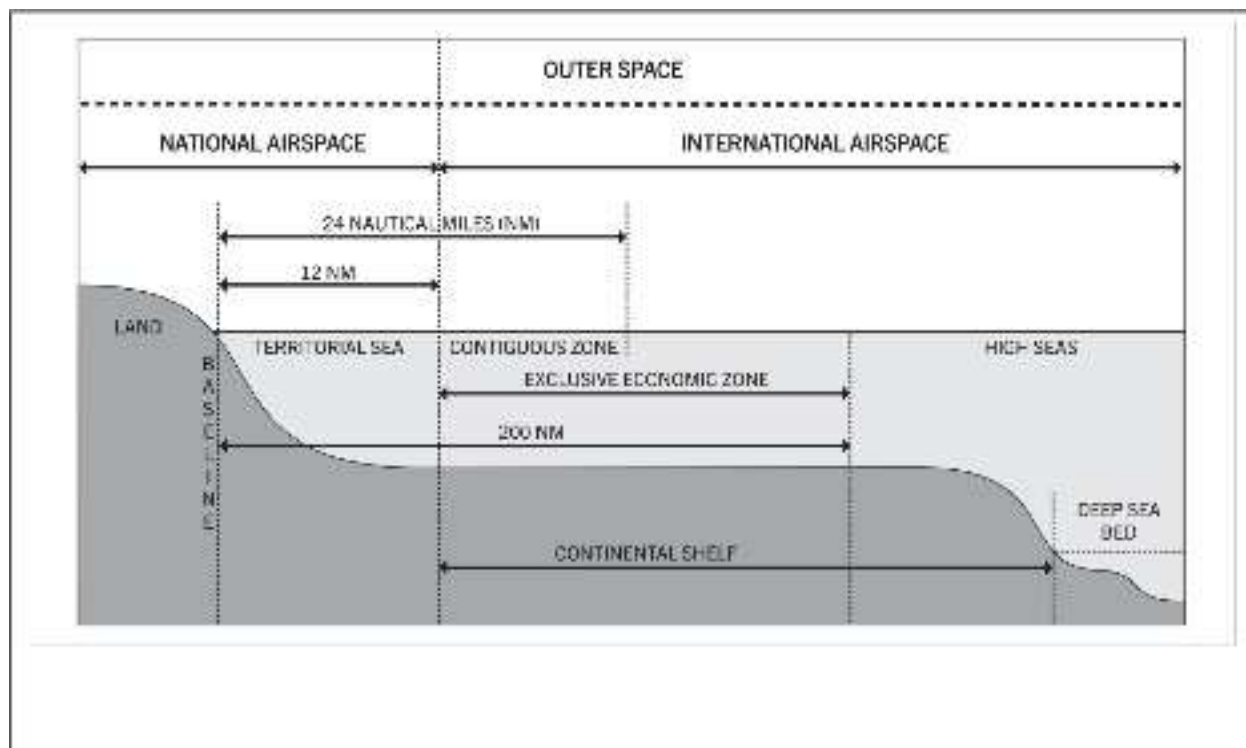 OUTER SPACE
NATIONAL AIRSPACE
INTERNATIONAL AIRSPACE
24 NAUTICAL MILES (NM)
12 NM
LAND
TERRITORIAL SEA
CONTIGUOUS ZONE
HIGH SEAS
BASELINE
EXCLUSIVE ECONOMIC ZONE
200 NM
DEEP SEA
BED
CONTINENTAL SHELF